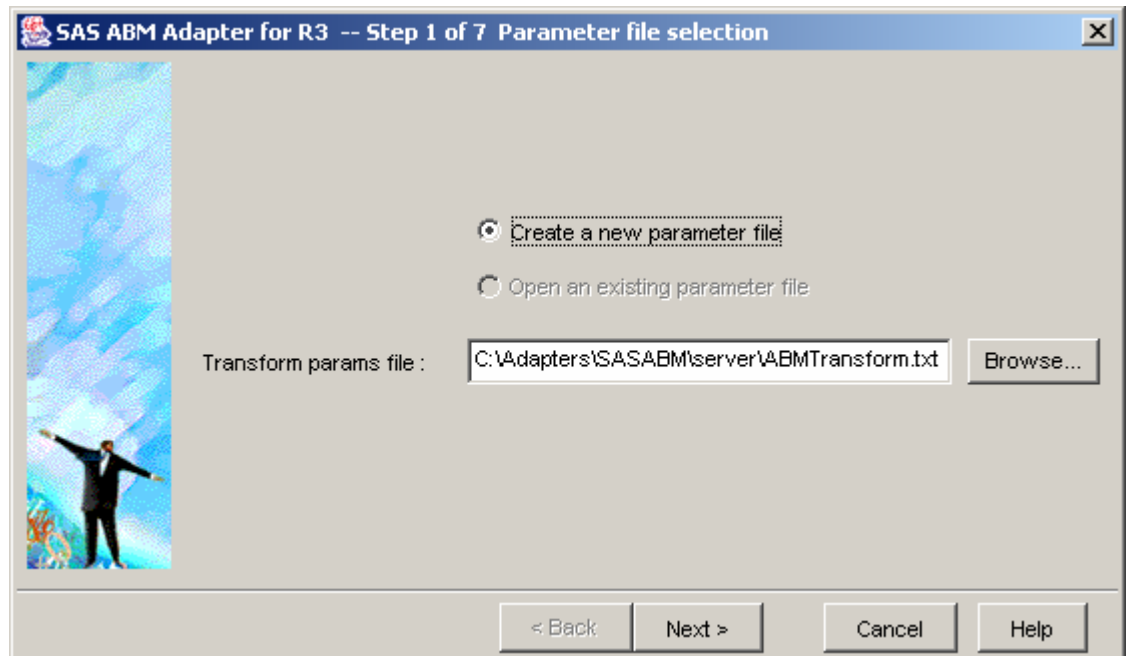 SAS ABM Adapter for R3 -- Step 1 of 7 Parameter file selection
Create a new parameter file
Open an existing parameter file
Transform params file : C:\Adapters\SASABM\server\ABMTransform.txt Browse...
< Back Next > Cancel Help